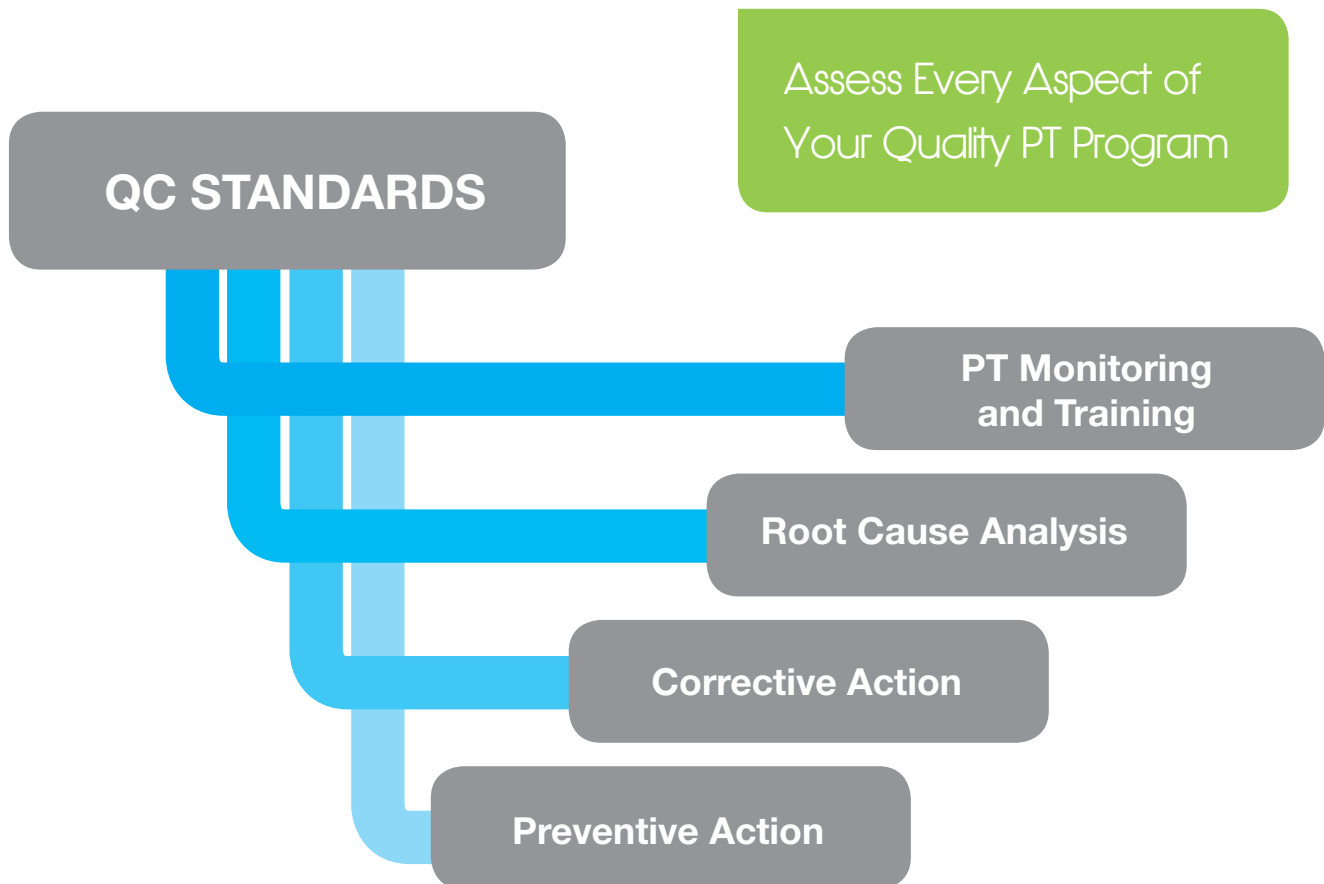 Assess Every Aspect of
Your Quality PT Program
QC STANDARDS
PT Monitoring
and Training
Root Cause Analysis
Corrective Action
Preventive Action